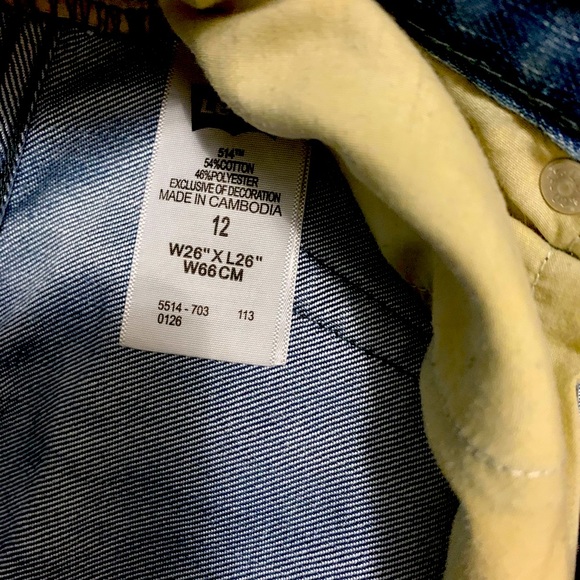 514™
54%COTTON
46%POLYESTER
EXCLUSIVE OF DECORATION
MADE IN CAMBODIA
12
W26" X L26"
W66CM
5514 - 703 113
0126